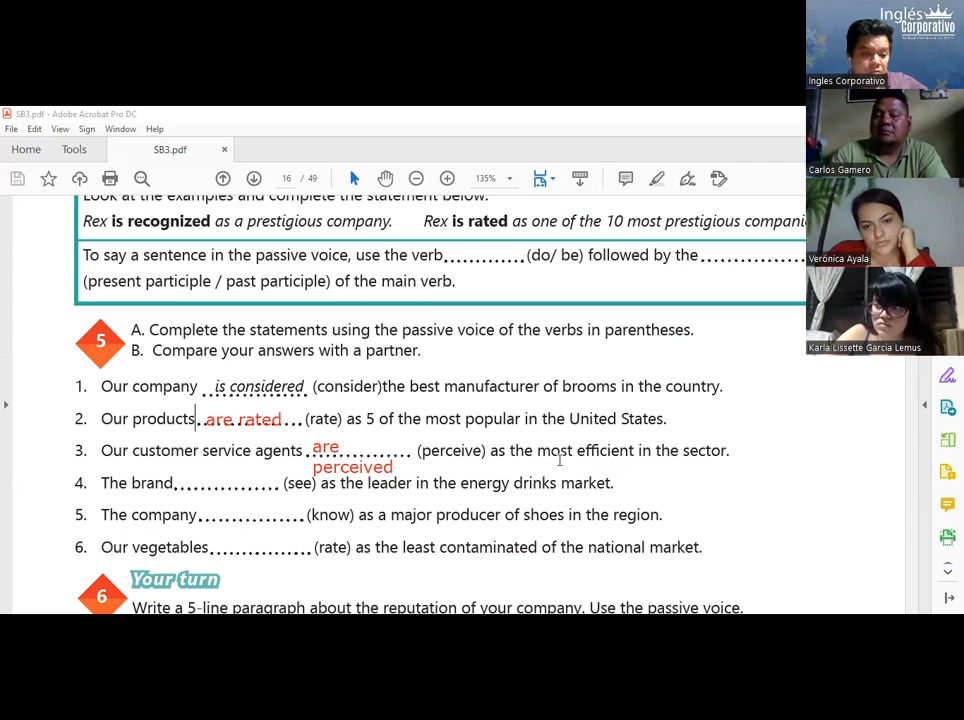 Inglés
Corporativo
Ingles Corporativo
SB3.pdf - Adobe Acrobat Pro DC
File Edit View Sign Window Help
Home Tools SB3.pdf ×
16 / 49 135%
Carlos Gamero
Look at the examples and complete the statement below.
Rex is recognized as a prestigious company. Rex is rated as one of the 10 most prestigious compani
To say a sentence in the passive voice, use the verb............(do/ be) followed by the ................
(present participle / past participle) of the main verb.
Verónica Ayala
5
A. Complete the statements using the passive voice of the verbs in parentheses.
B. Compare your answers with a partner.
Karla Lissette Garcia Lemus
1. Our company is considered (consider)the best manufacturer of brooms in the country.
2. Our products are rated (rate) as 5 of the most popular in the United States.
3. Our customer service agents are perceived (perceive) as the most efficient in the sector.
4. The brand................ (see) as the leader in the energy drinks market.
5. The company................ (know) as a major producer of shoes in the region.
6. Our vegetables................ (rate) as the least contaminated of the national market.
6
Your turn
Write a 5-line paragraph about the reputation of your company. Use the passive voice.